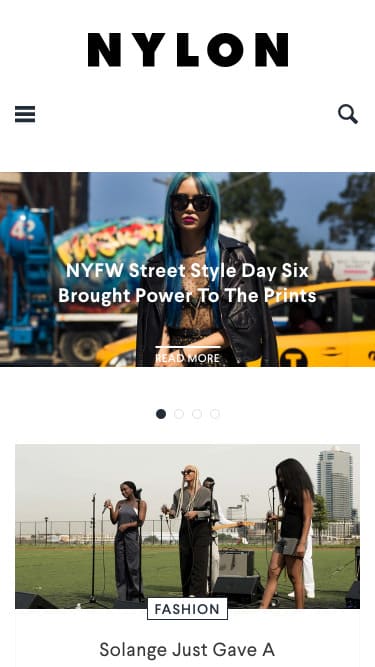 NYLON
NYFW Street Style Day Six
Brought Power To The Prints
READ MORE
FASHION
Solange Just Gave A